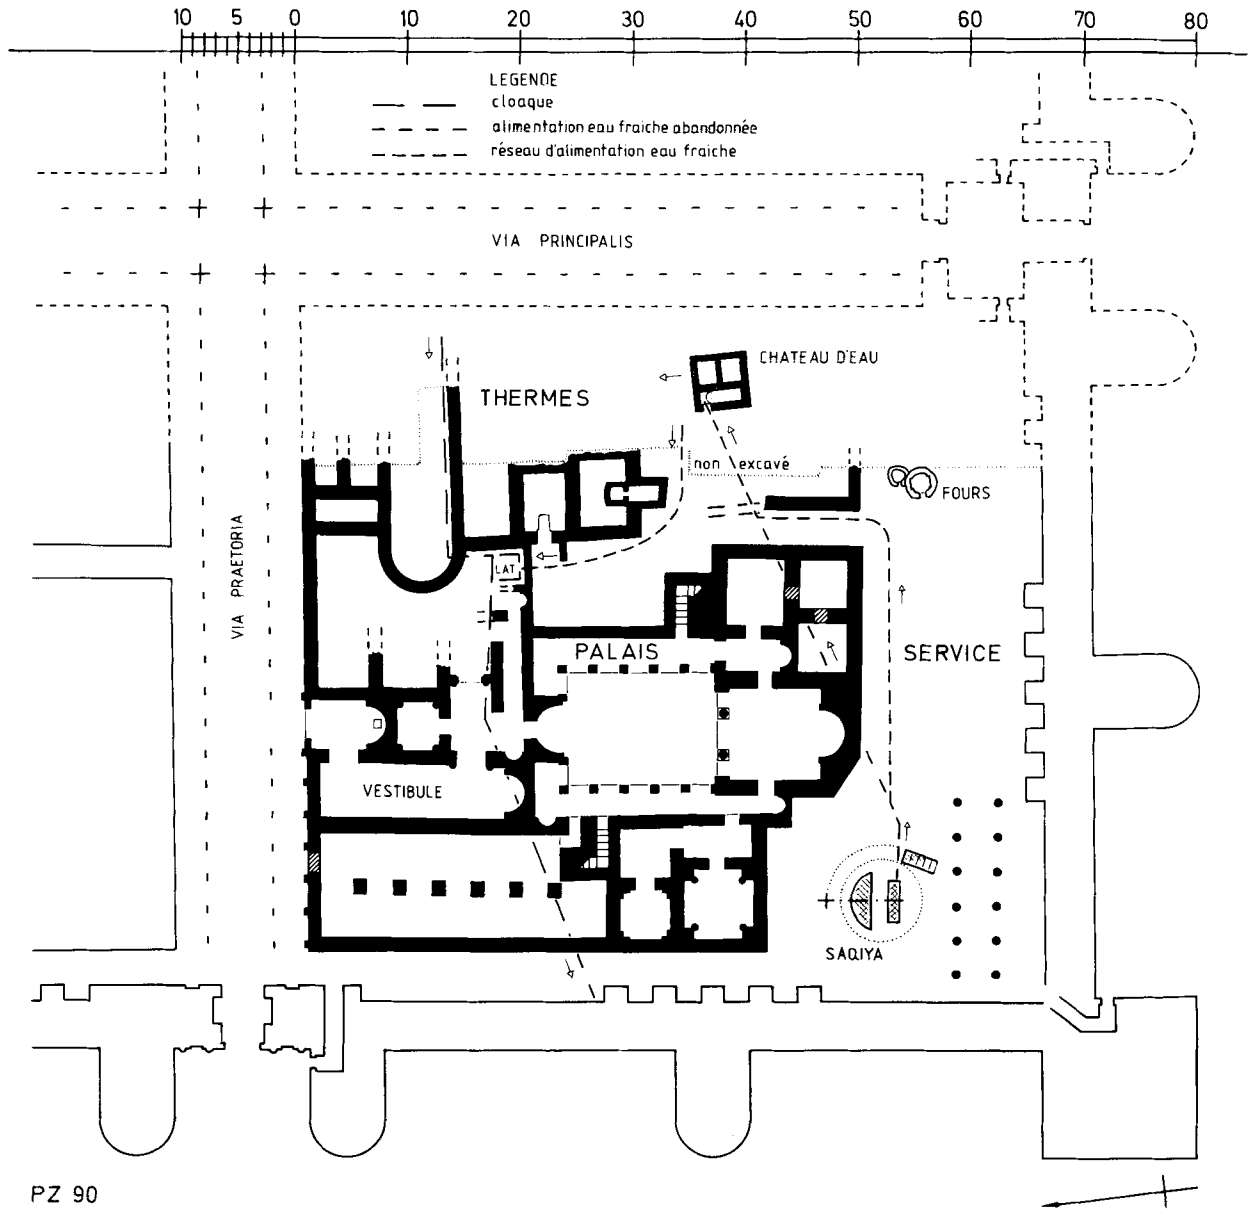 10 5 0 10 20 30 40 50 60 70 80
LEGENDE
cloaque
alimentation eau fraiche abandonnée
réseau d'alimentation eau fraiche
VIA PRINCIPALIS
CHATEAU D'EAU
THERMES
non excavé
FOURS
VIA PRAETORIA
LAT.
PALAIS
SERVICE
VESTIBULE
SAQIYA
PZ 90